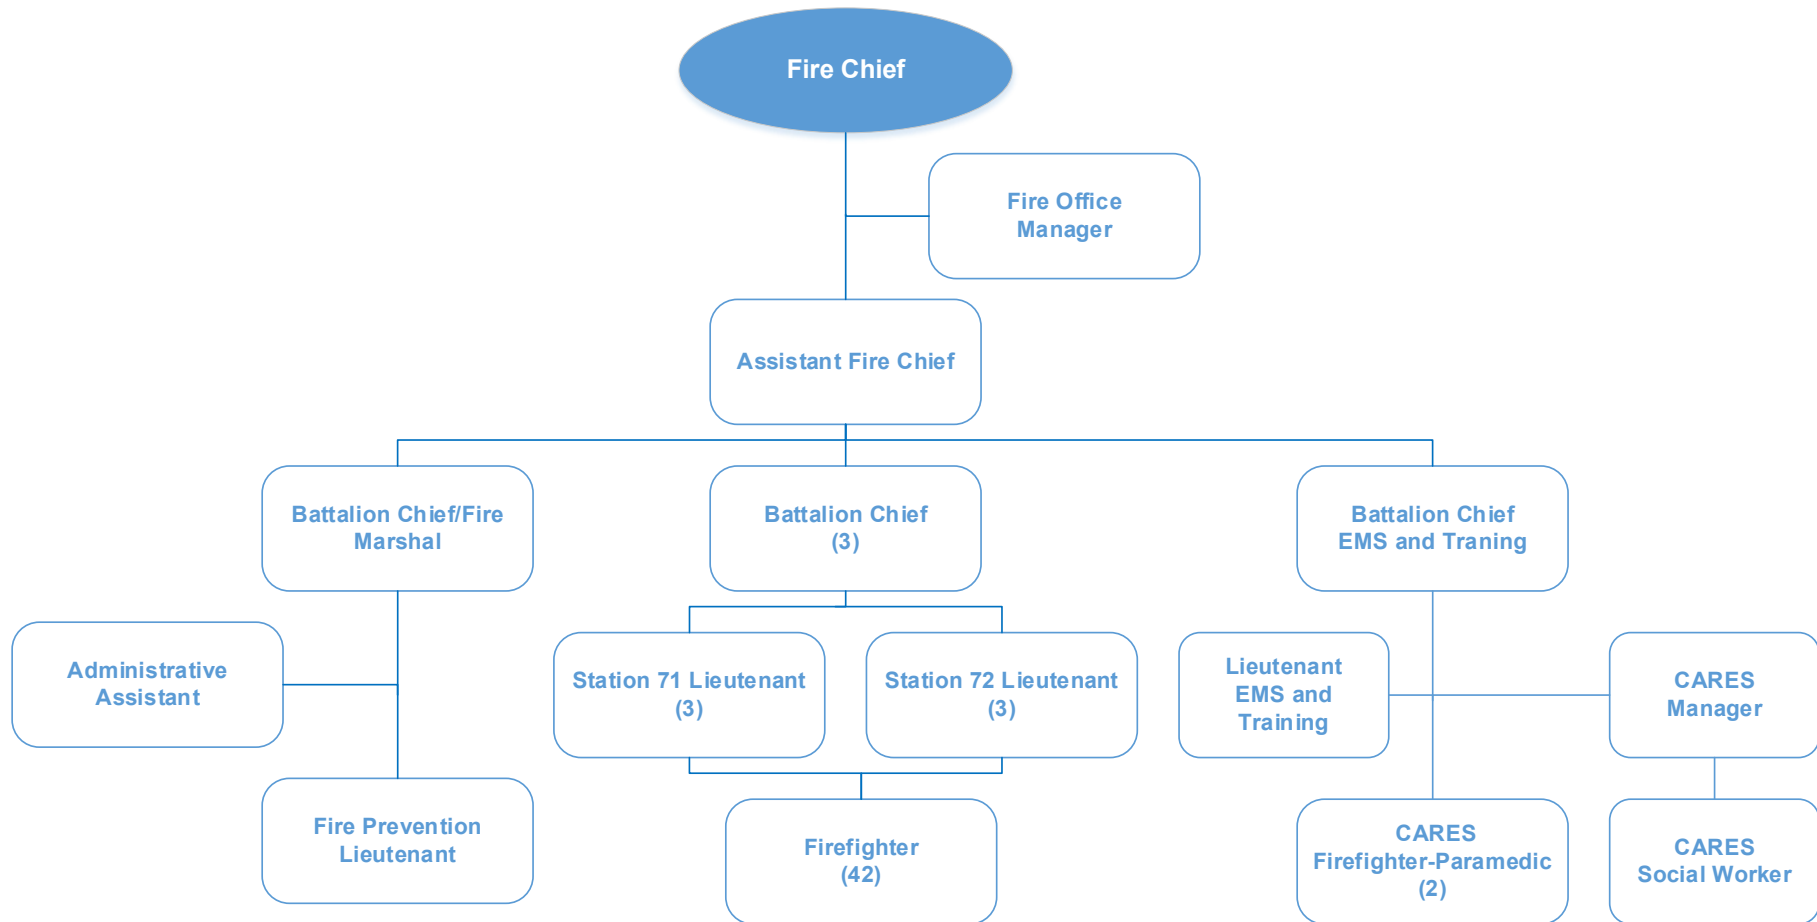 Fire Chief
Fire Office
Manager
Assistant Fire Chief
Battalion Chief/Fire
Marshal
Battalion Chief
(3)
Battalion Chief
EMS and Traning
Administrative
Assistant
Station 71 Lieutenant
(3)
Station 72 Lieutenant
(3)
Lieutenant
EMS and
Training
CARES
Manager
Fire Prevention
Lieutenant
Firefighter
(42)
CARES
Firefighter-Paramedic
(2)
CARES
Social Worker